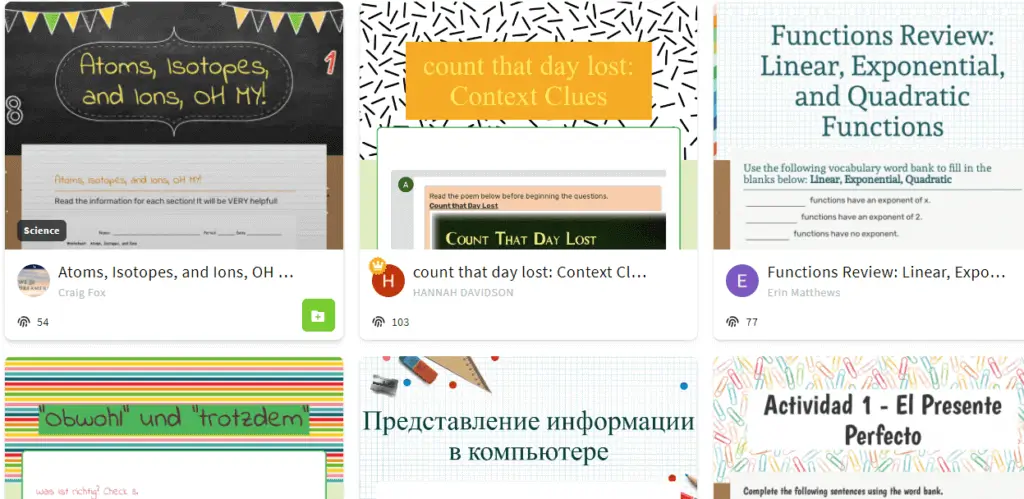 8
1
Atoms, Isotopes,
and Ions, OH MY!
Atoms, Isotopes, and Ions, OH MY!
Read the information for each section! It will be VERY helpful!
Name: Period Date
Worksheet: Atoms, Isotopes, and Ions
Science
Atoms, Isotopes, and Ions, OH ...
Craig Fox
54
count that day lost:
Context Clues
A
Read the poem below before beginning the questions.
Count that Day Lost
COUNT THAT DAY LOST
H
count that day lost: Context Cl...
HANNAH DAVIDSON
103
Functions Review:
Linear, Exponential,
and Quadratic
Functions
Use the following vocabulary word bank to fill in the
blanks below: Linear, Exponential, Quadratic
__________ functions have an exponent of x.
__________ functions have an exponent of 2.
__________ functions have no exponent.
E
Functions Review: Linear, Expo...
Erin Matthews
77
"Obwohl" und "trotzdem"
Was ist richtig? Check &
Представление информации
в компьютере
Actividad 1 - El Presente
Perfecto
Complete the following sentences using the word bank.